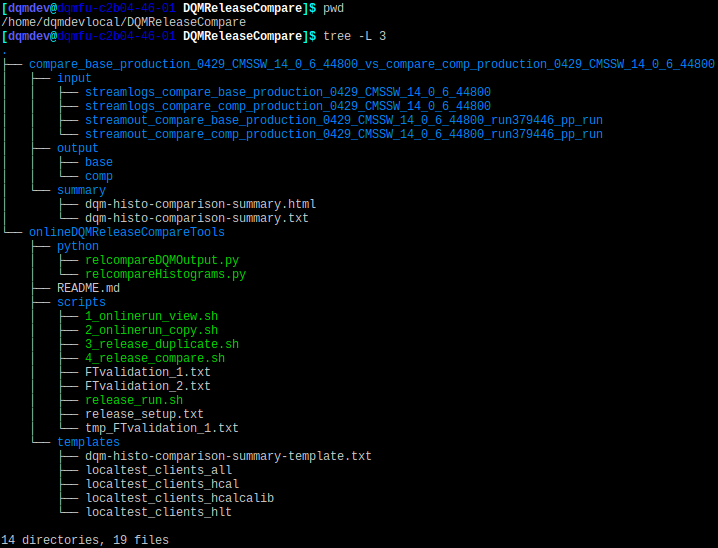 [dqmdev@dqmfu-c2b04-46-01 DQMReleaseCompare]$ pwd
/home/dqmdevlocal/DQMReleaseCompare
[dqmdev@dqmfu-c2b04-46-01 DQMReleaseCompare]$ tree -L 3
.
├── compare_base_production_0429_CMSSW_14_0_6_44800_vs_compare_comp_production_0429_CMSSW_14_0_6_44800
│   ├── input
│   │   ├── streamlogs_compare_base_production_0429_CMSSW_14_0_6_44800
│   │   ├── streamlogs_compare_comp_production_0429_CMSSW_14_0_6_44800
│   │   ├── streamout_compare_base_production_0429_CMSSW_14_0_6_44800_run379446_pp_run
│   │   └── streamout_compare_comp_production_0429_CMSSW_14_0_6_44800_run379446_pp_run
│   ├── output
│   │   ├── base
│   │   └── comp
│   └── summary
│       ├── dqm-histo-comparison-summary.html
│       └── dqm-histo-comparison-summary.txt
└── onlineDQMReleaseCompareTools
    ├── python
    │   ├── relcompareDQMOutput.py
    │   └── relcompareHistograms.py
    ├── README.md
    ├── scripts
    │   ├── 1_onlinerun_view.sh
    │   ├── 2_onlinerun_copy.sh
    │   ├── 3_release_duplicate.sh
    │   ├── 4_release_compare.sh
    │   ├── FTvalidation_1.txt
    │   ├── FTvalidation_2.txt
    │   ├── release_run.sh
    │   ├── release_setup.txt
    │   └── tmp_FTvalidation_1.txt
    └── templates
        ├── dqm-histo-comparison-summary-template.txt
        ├── localtest_clients_all
        ├── localtest_clients_hcal
        ├── localtest_clients_hcalcalib
        └── localtest_clients_hlt

14 directories, 19 files